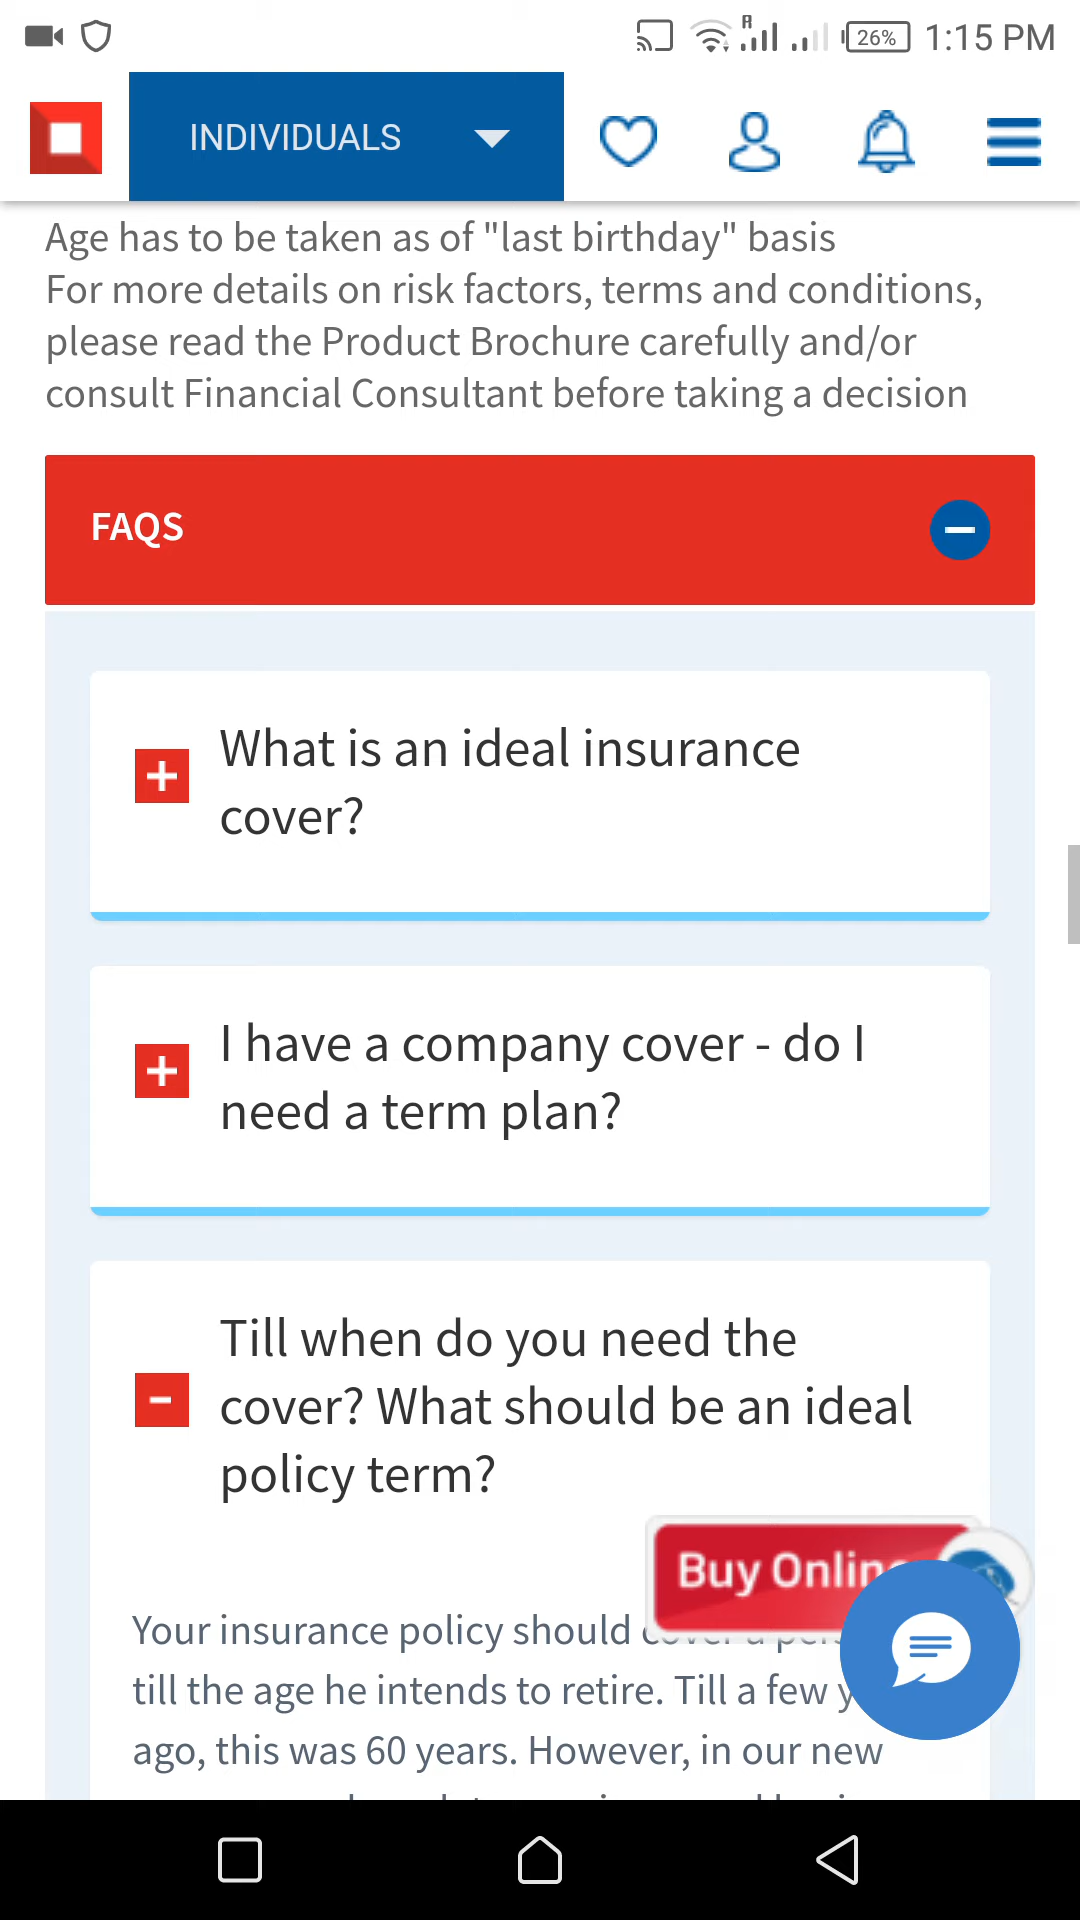 26% 1:15 PM
INDIVIDUALS
Age has to be taken as of "last birthday" basis
For more details on risk factors, terms and conditions,
please read the Product Brochure carefully and/or
consult Financial Consultant before taking a decision
FAQS
What is an ideal insurance
cover?
I have a company cover - do I
need a term plan?
Till when do you need the
cover? What should be an ideal
policy term?
Buy Online
Your insurance policy should cover a
till the age he intends to retire. Till a few
ago, this was 60 years. However, in our new